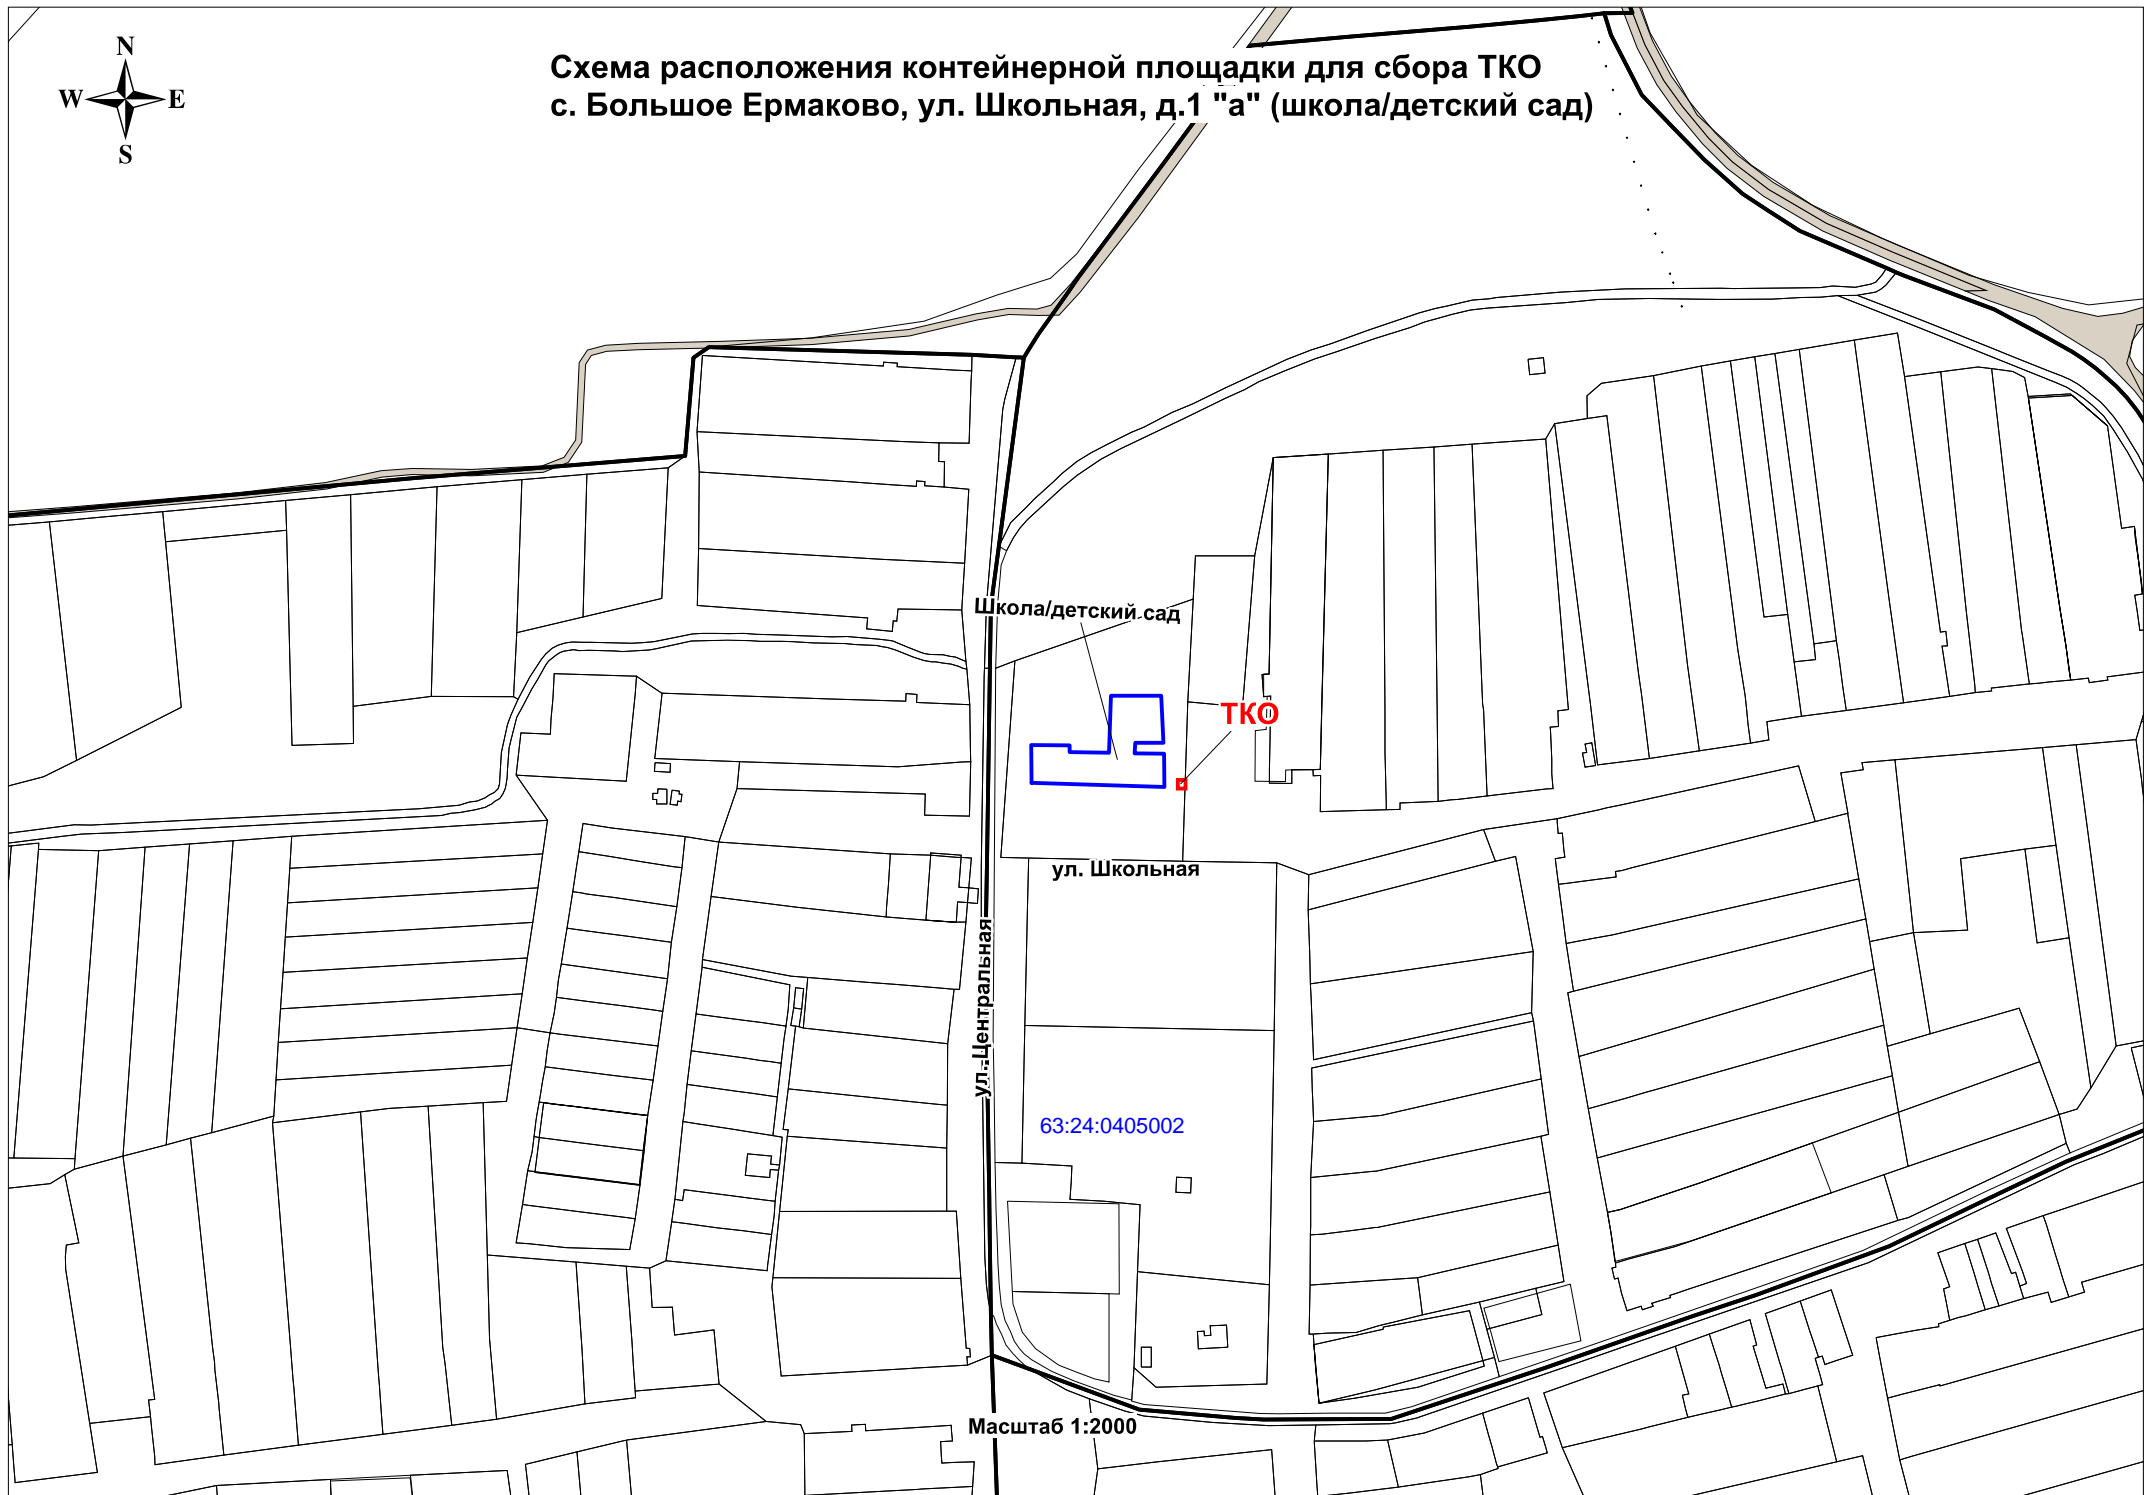 N
W E
S
Схема расположения контейнерной площадки для сбора ТКО
с. Большое Ермаково, ул. Школьная, д.1 "а" (школа/детский сад)
Школа/детский сад
ТКО
ул. Школьная
ул. Центральная
63:24:0405002
Масштаб 1:2000